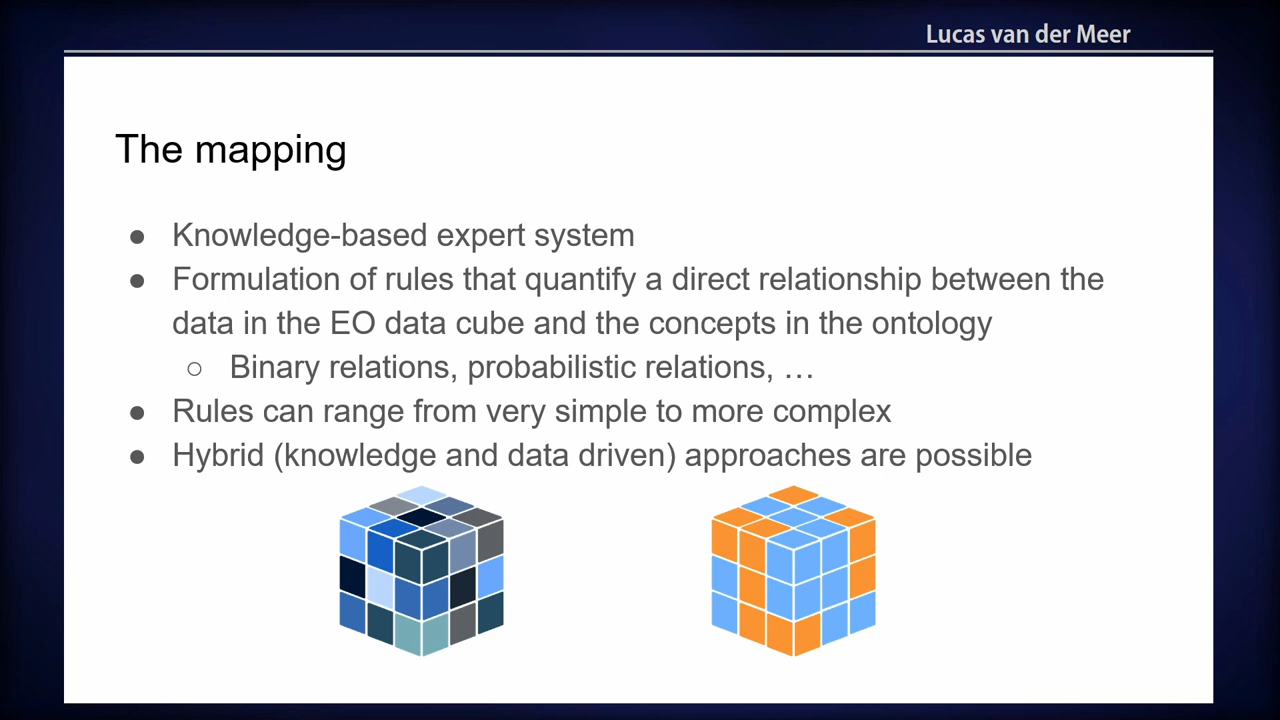 Lucas van der Meer
The mapping
● Knowledge-based expert system
● Formulation of rules that quantify a direct relationship between the
data in the EO data cube and the concepts in the ontology
○ Binary relations, probabilistic relations, …
● Rules can range from very simple to more complex
● Hybrid (knowledge and data driven) approaches are possible